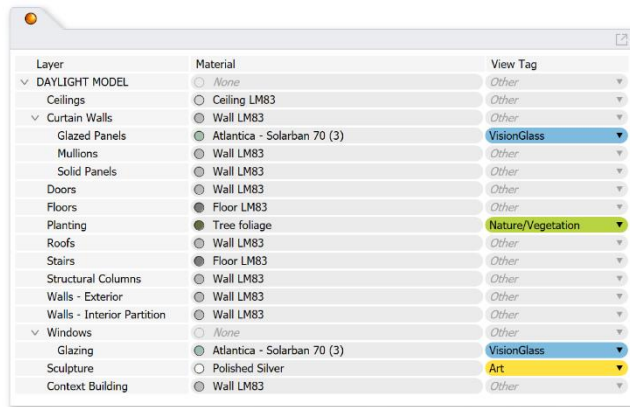 Layer Material View Tag
DAYLIGHT MODEL None Other
Ceilings Ceiling LM83 Other
Curtain Walls Wall LM83 Other
Glazed Panels Atlantica - Solarban 70 (3) VisionGlass
Mullions Wall LM83 Other
Solid Panels Wall LM83 Other
Doors Wall LM83 Other
Floors Floor LM83 Other
Planting Tree foliage Nature/Vegetation
Roofs Wall LM83 Other
Stairs Floor LM83 Other
Structural Columns Wall LM83 Other
Walls - Exterior Wall LM83 Other
Walls - Interior Partition Wall LM83 Other
Windows None Other
Glazing Atlantica - Solarban 70 (3) VisionGlass
Sculpture Polished Silver Art
Context Building Wall LM83 Other